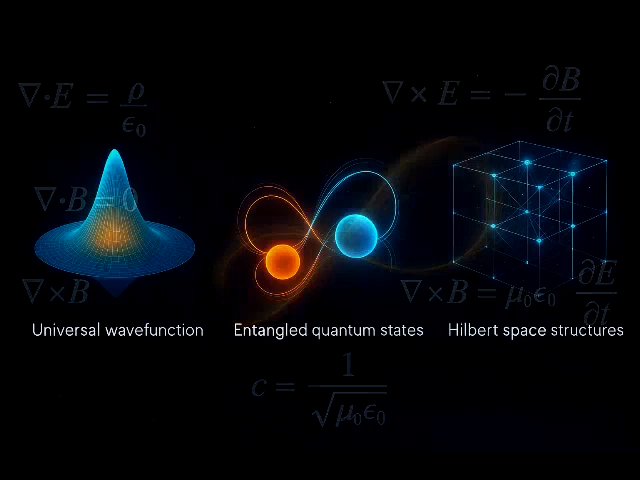 ∇·E = ρ/ϵ₀
∇×E = −∂B/∂t
∇·B = 0
∇×B
∇×B = μ₀ϵ₀ ∂E/∂t
Universal wavefunction
Entangled quantum states
Hilbert space structures
c = 1/√μ₀ϵ₀